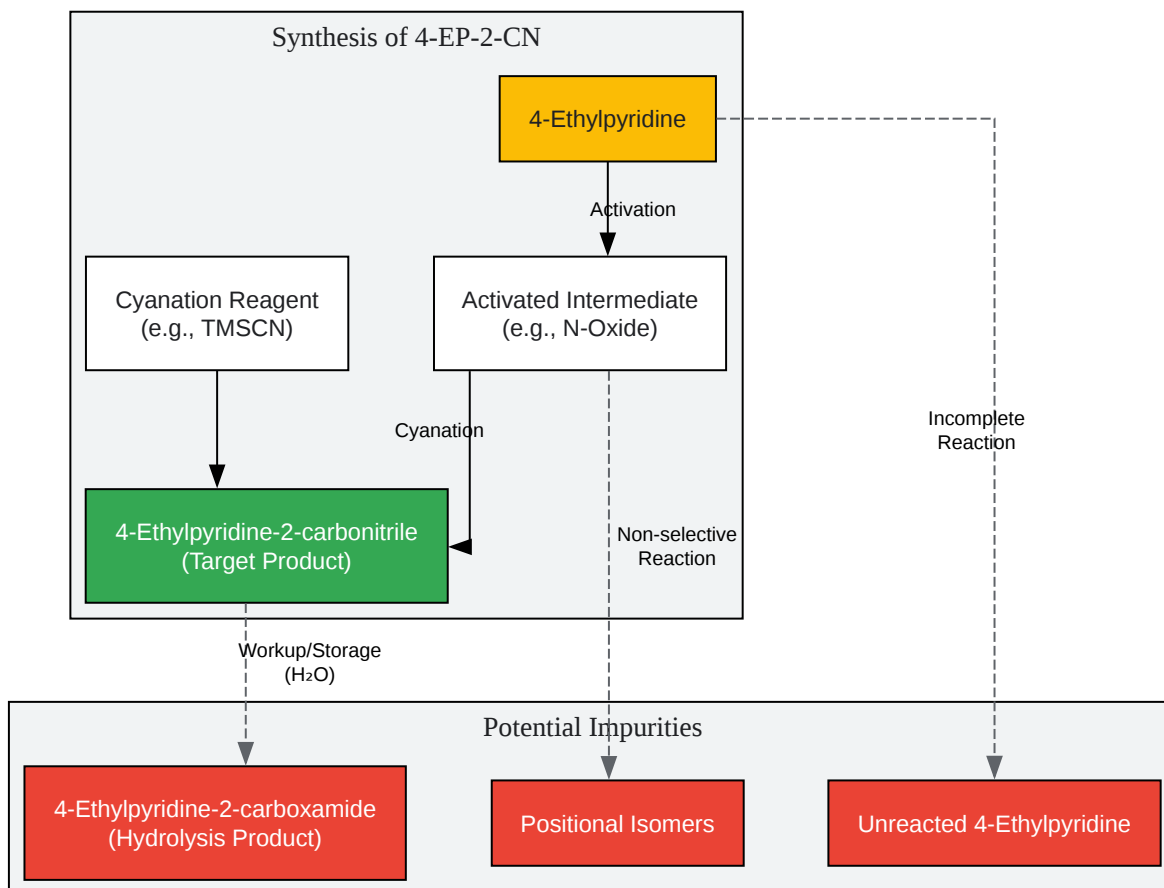 Synthesis of 4-EP-2-CN
4-Ethylpyridine
Activation
Cyanation Reagent
(e.g., TMSCN)
Activated Intermediate
(e.g., N-Oxide)
Cyanation
Incomplete
Reaction
4-Ethylpyridine-2-carbonitrile
(Target Product)
Non-selective
Reaction
Workup/Storage
(H₂O)
Potential Impurities
4-Ethylpyridine-2-carboxamide
(Hydrolysis Product)
Positional Isomers
Unreacted 4-Ethylpyridine